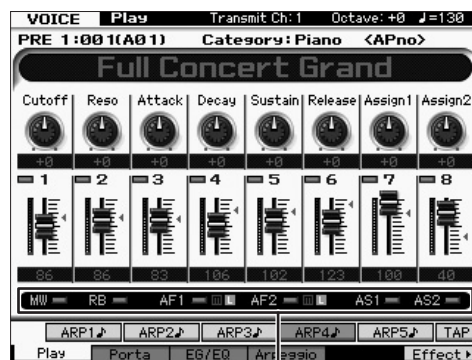 VOICE Play Transmit Ch:1 Octave:+0 ♩=130
PRE 1:001(A01) Category:Piano <APno>
Full Concert Grand
Cutoff Reso Attack Decay Sustain Release Assign1 Assign2
+0 +0 +0 +0 +0 +0 +0 +0
1 2 3 4 5 6 7 8
86 86 83 106 102 123 100 40
MW RB AF1 L AF2 L AS1 AS2
ARP1♪ ARP2♪ ARP3♪ ARP4♪ ARP5♪ TAP
Play Porta EG/EQ Arpeggio Effect